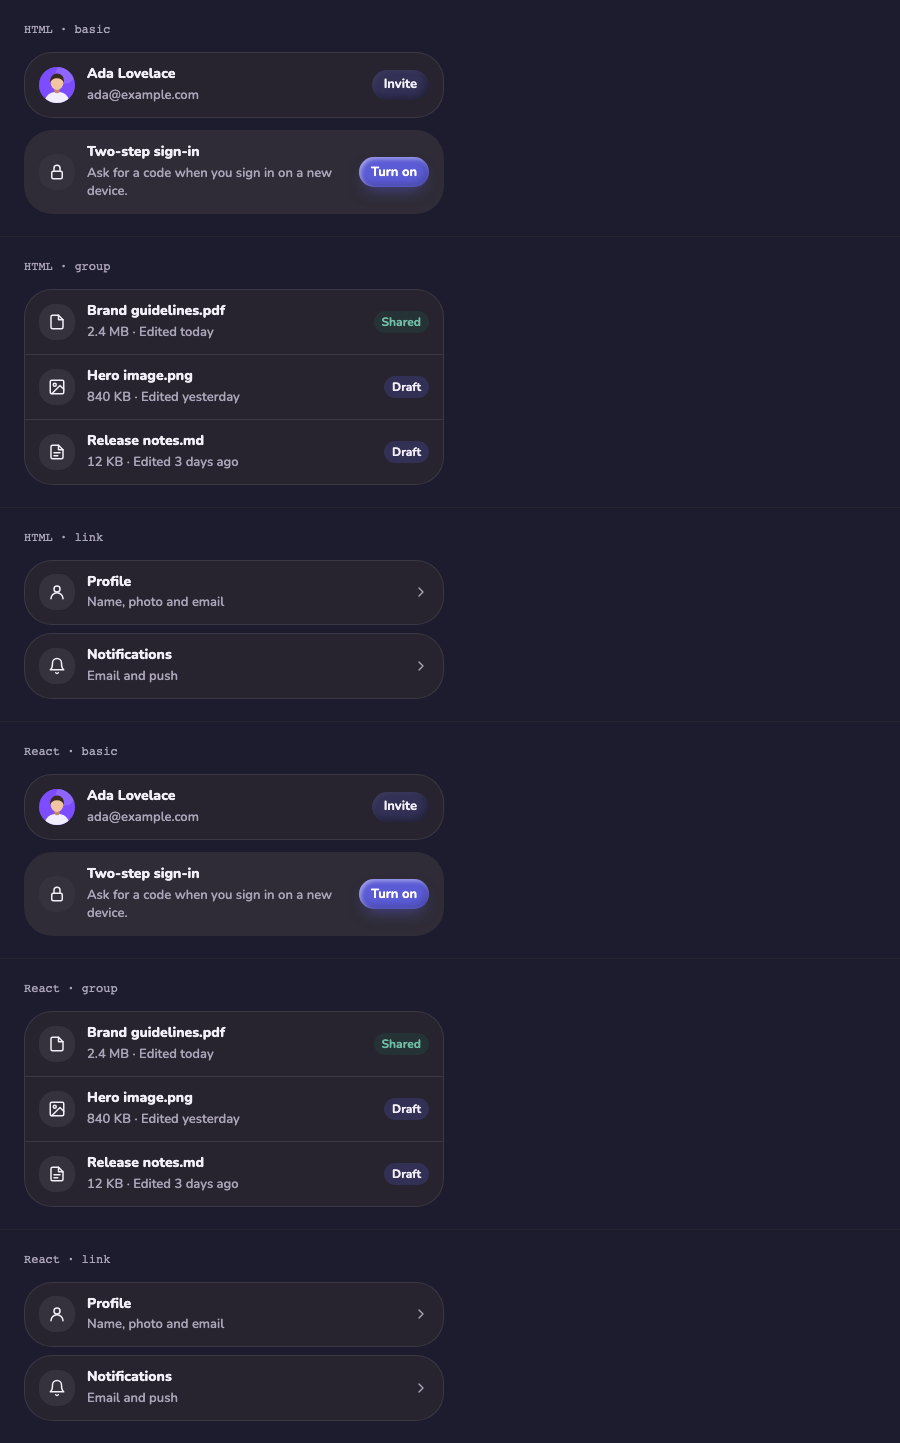 HTML · basic
Ada Lovelace
ada@example.com
Invite
Two-step sign-in
Ask for a code when you sign in on a new
device.
Turn on
HTML · group
Brand guidelines.pdf
2.4 MB · Edited today
Shared
Hero image.png
840 KB · Edited yesterday
Draft
Release notes.md
12 KB · Edited 3 days ago
Draft
HTML · link
Profile
Name, photo and email
Notifications
Email and push
React · basic
Ada Lovelace
ada@example.com
Invite
Two-step sign-in
Ask for a code when you sign in on a new
device.
Turn on
React · group
Brand guidelines.pdf
2.4 MB · Edited today
Shared
Hero image.png
840 KB · Edited yesterday
Draft
Release notes.md
12 KB · Edited 3 days ago
Draft
React · link
Profile
Name, photo and email
Notifications
Email and push